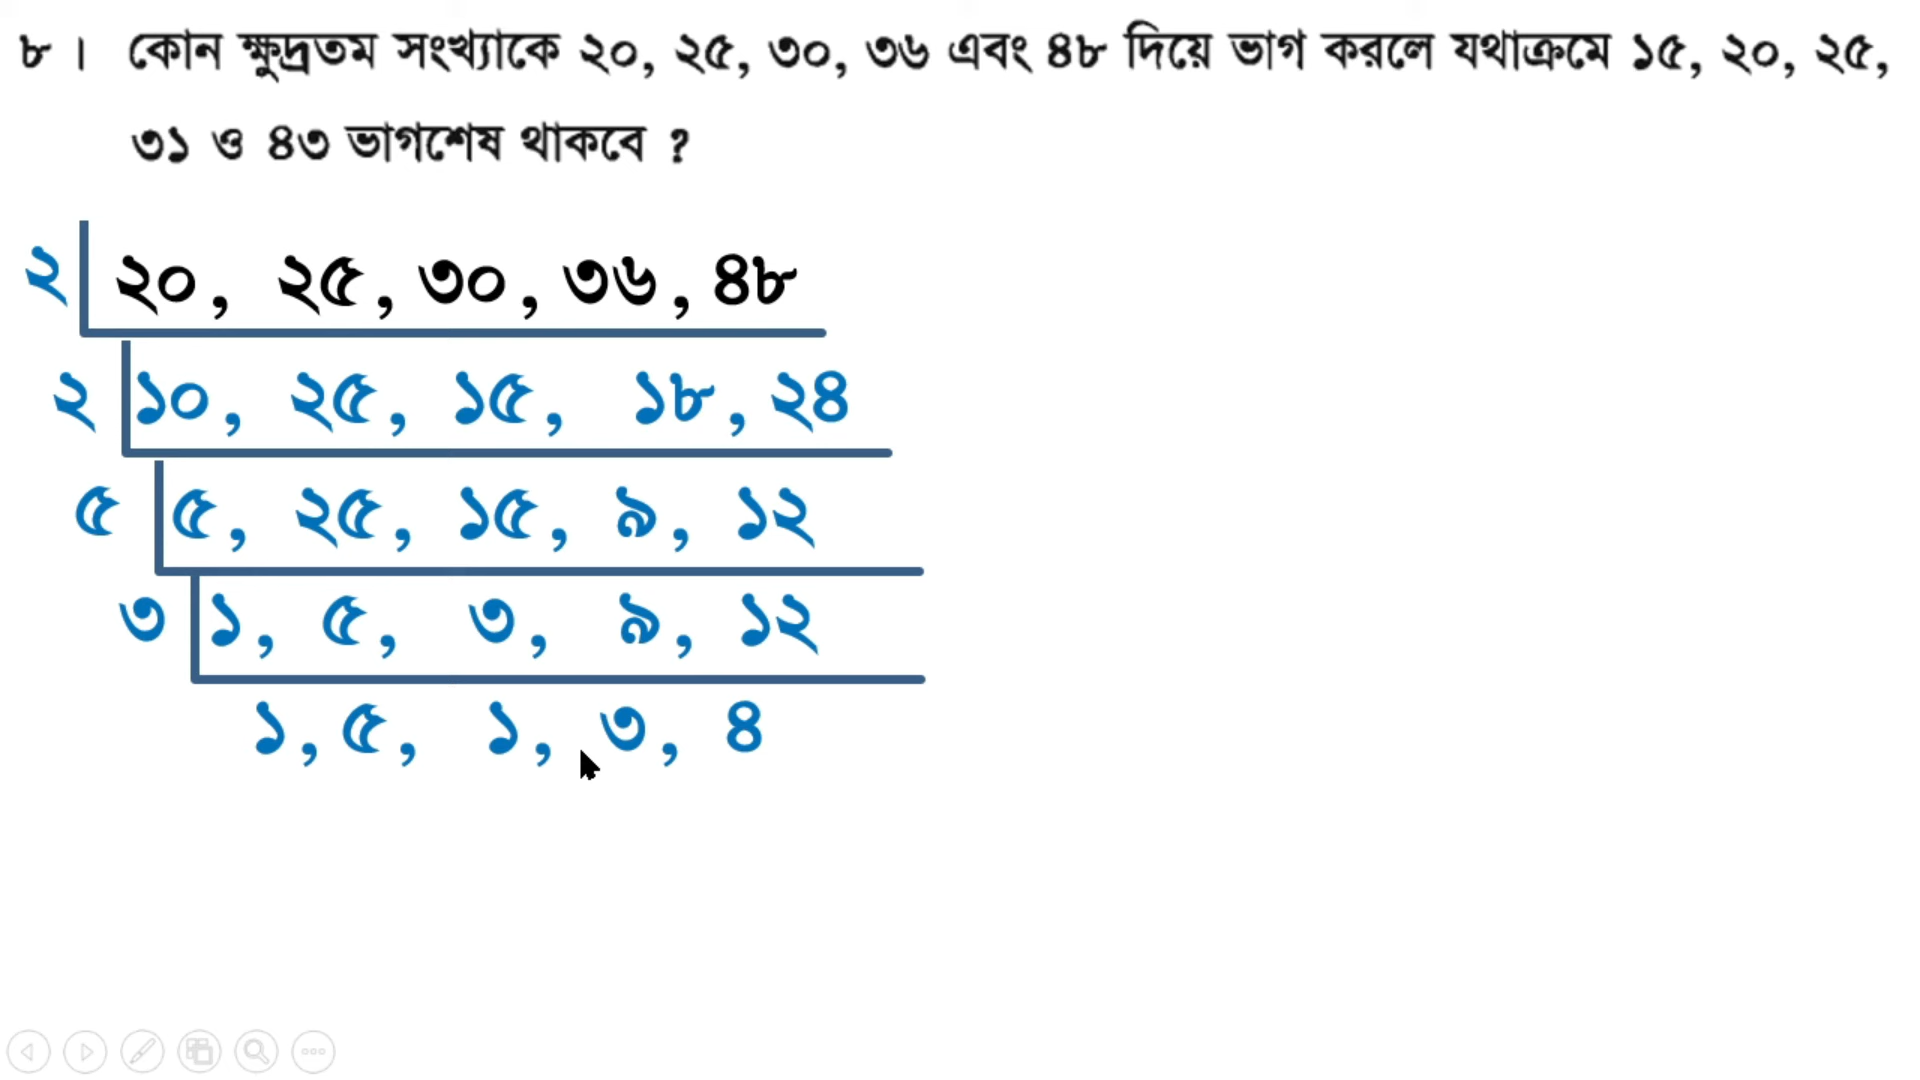 ৮। কোন ক্ষুদ্রতম সংখ্যাকে ২০, ২৫, ৩০, ৩৬ এবং ৪৮ দিয়ে ভাগ করলে যথাক্রমে ১৫, ২০, ২৫,
৩১ ও ৪৩ ভাগশেষ থাকবে ?
২ ২০, ২৫, ৩০, ৩৬, ৪৮
২ ১০, ২৫, ১৫, ১৮, ২৪
৫ ৫, ২৫, ১৫, ৯, ১২
৩ ১, ৫, ৩, ৯, ১২
১, ৫, ১, ৩, ৪